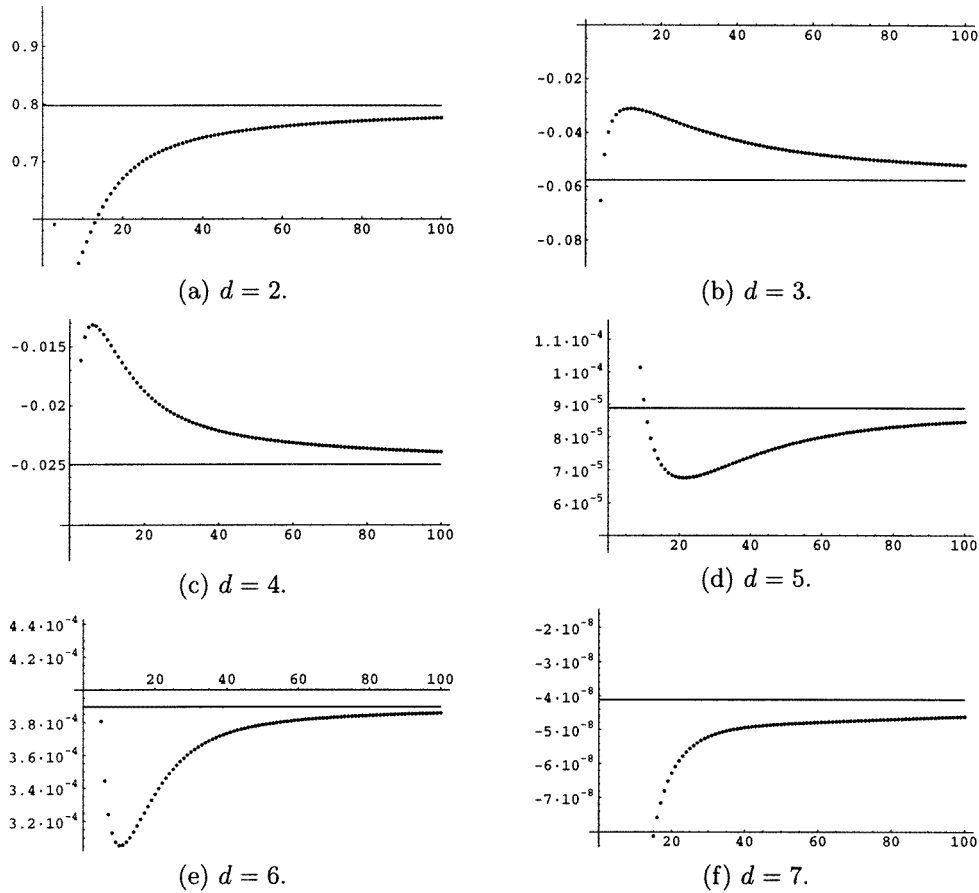 0.9
0.8
0.7
20 40 60 80 100
(a) d = 2.
20 40 60 80 100
-0.02
-0.04
-0.06
-0.08
(b) d = 3.
-0.015
-0.02
-0.025
20 40 60 80 100
(c) d = 4.
1.1·10⁻⁴
1·10⁻⁴
9·10⁻⁵
8·10⁻⁵
7·10⁻⁵
6·10⁻⁵
20 40 60 80 100
(d) d = 5.
4.4·10⁻⁴
4.2·10⁻⁴
20 40 60 80 100
3.8·10⁻⁴
3.6·10⁻⁴
3.4·10⁻⁴
3.2·10⁻⁴
(e) d = 6.
-2·10⁻⁸
-3·10⁻⁸
-4·10⁻⁸
-5·10⁻⁸
-6·10⁻⁸
-7·10⁻⁸
20 40 60 80 100
(f) d = 7.